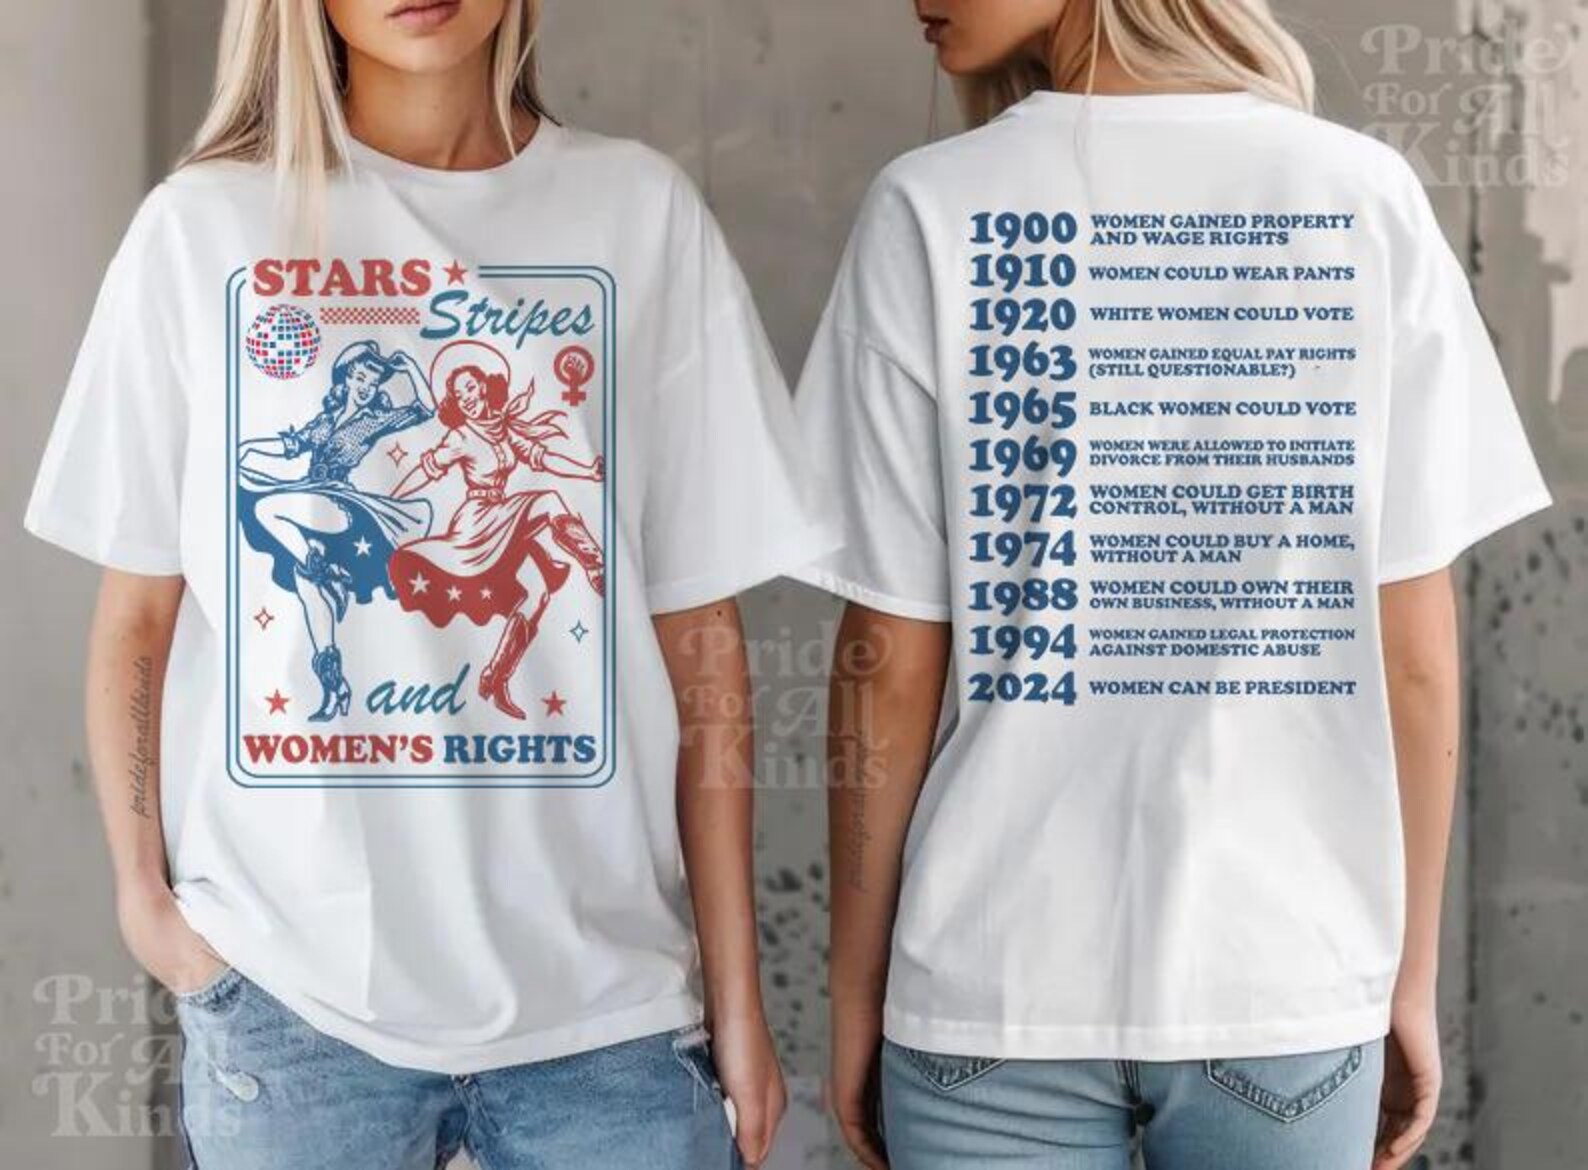 STARS
Stripes
and
WOMEN'S RIGHTS
1900 WOMEN GAINED PROPERTY
AND WAGE RIGHTS
1910 WOMEN COULD WEAR PANTS
1920 WHITE WOMEN COULD VOTE
1963 WOMEN GAINED EQUAL PAY RIGHTS
(STILL QUESTIONABLE?)
1965 BLACK WOMEN COULD VOTE
1969 WOMEN WERE ALLOWED TO INITIATE
DIVORCE FROM THEIR HUSBANDS
1972 WOMEN COULD GET BIRTH
CONTROL, WITHOUT A MAN
1974 WOMEN COULD BUY A HOME,
WITHOUT A MAN
1988 WOMEN COULD OWN THEIR
OWN BUSINESS, WITHOUT A MAN
1994 WOMEN GAINED LEGAL PROTECTION
AGAINST DOMESTIC ABUSE
2024 WOMEN CAN BE PRESIDENT
Pride
For All
Kinds
Pride
For All
Kinds
Pride
For All
Kinds
prideforallkids